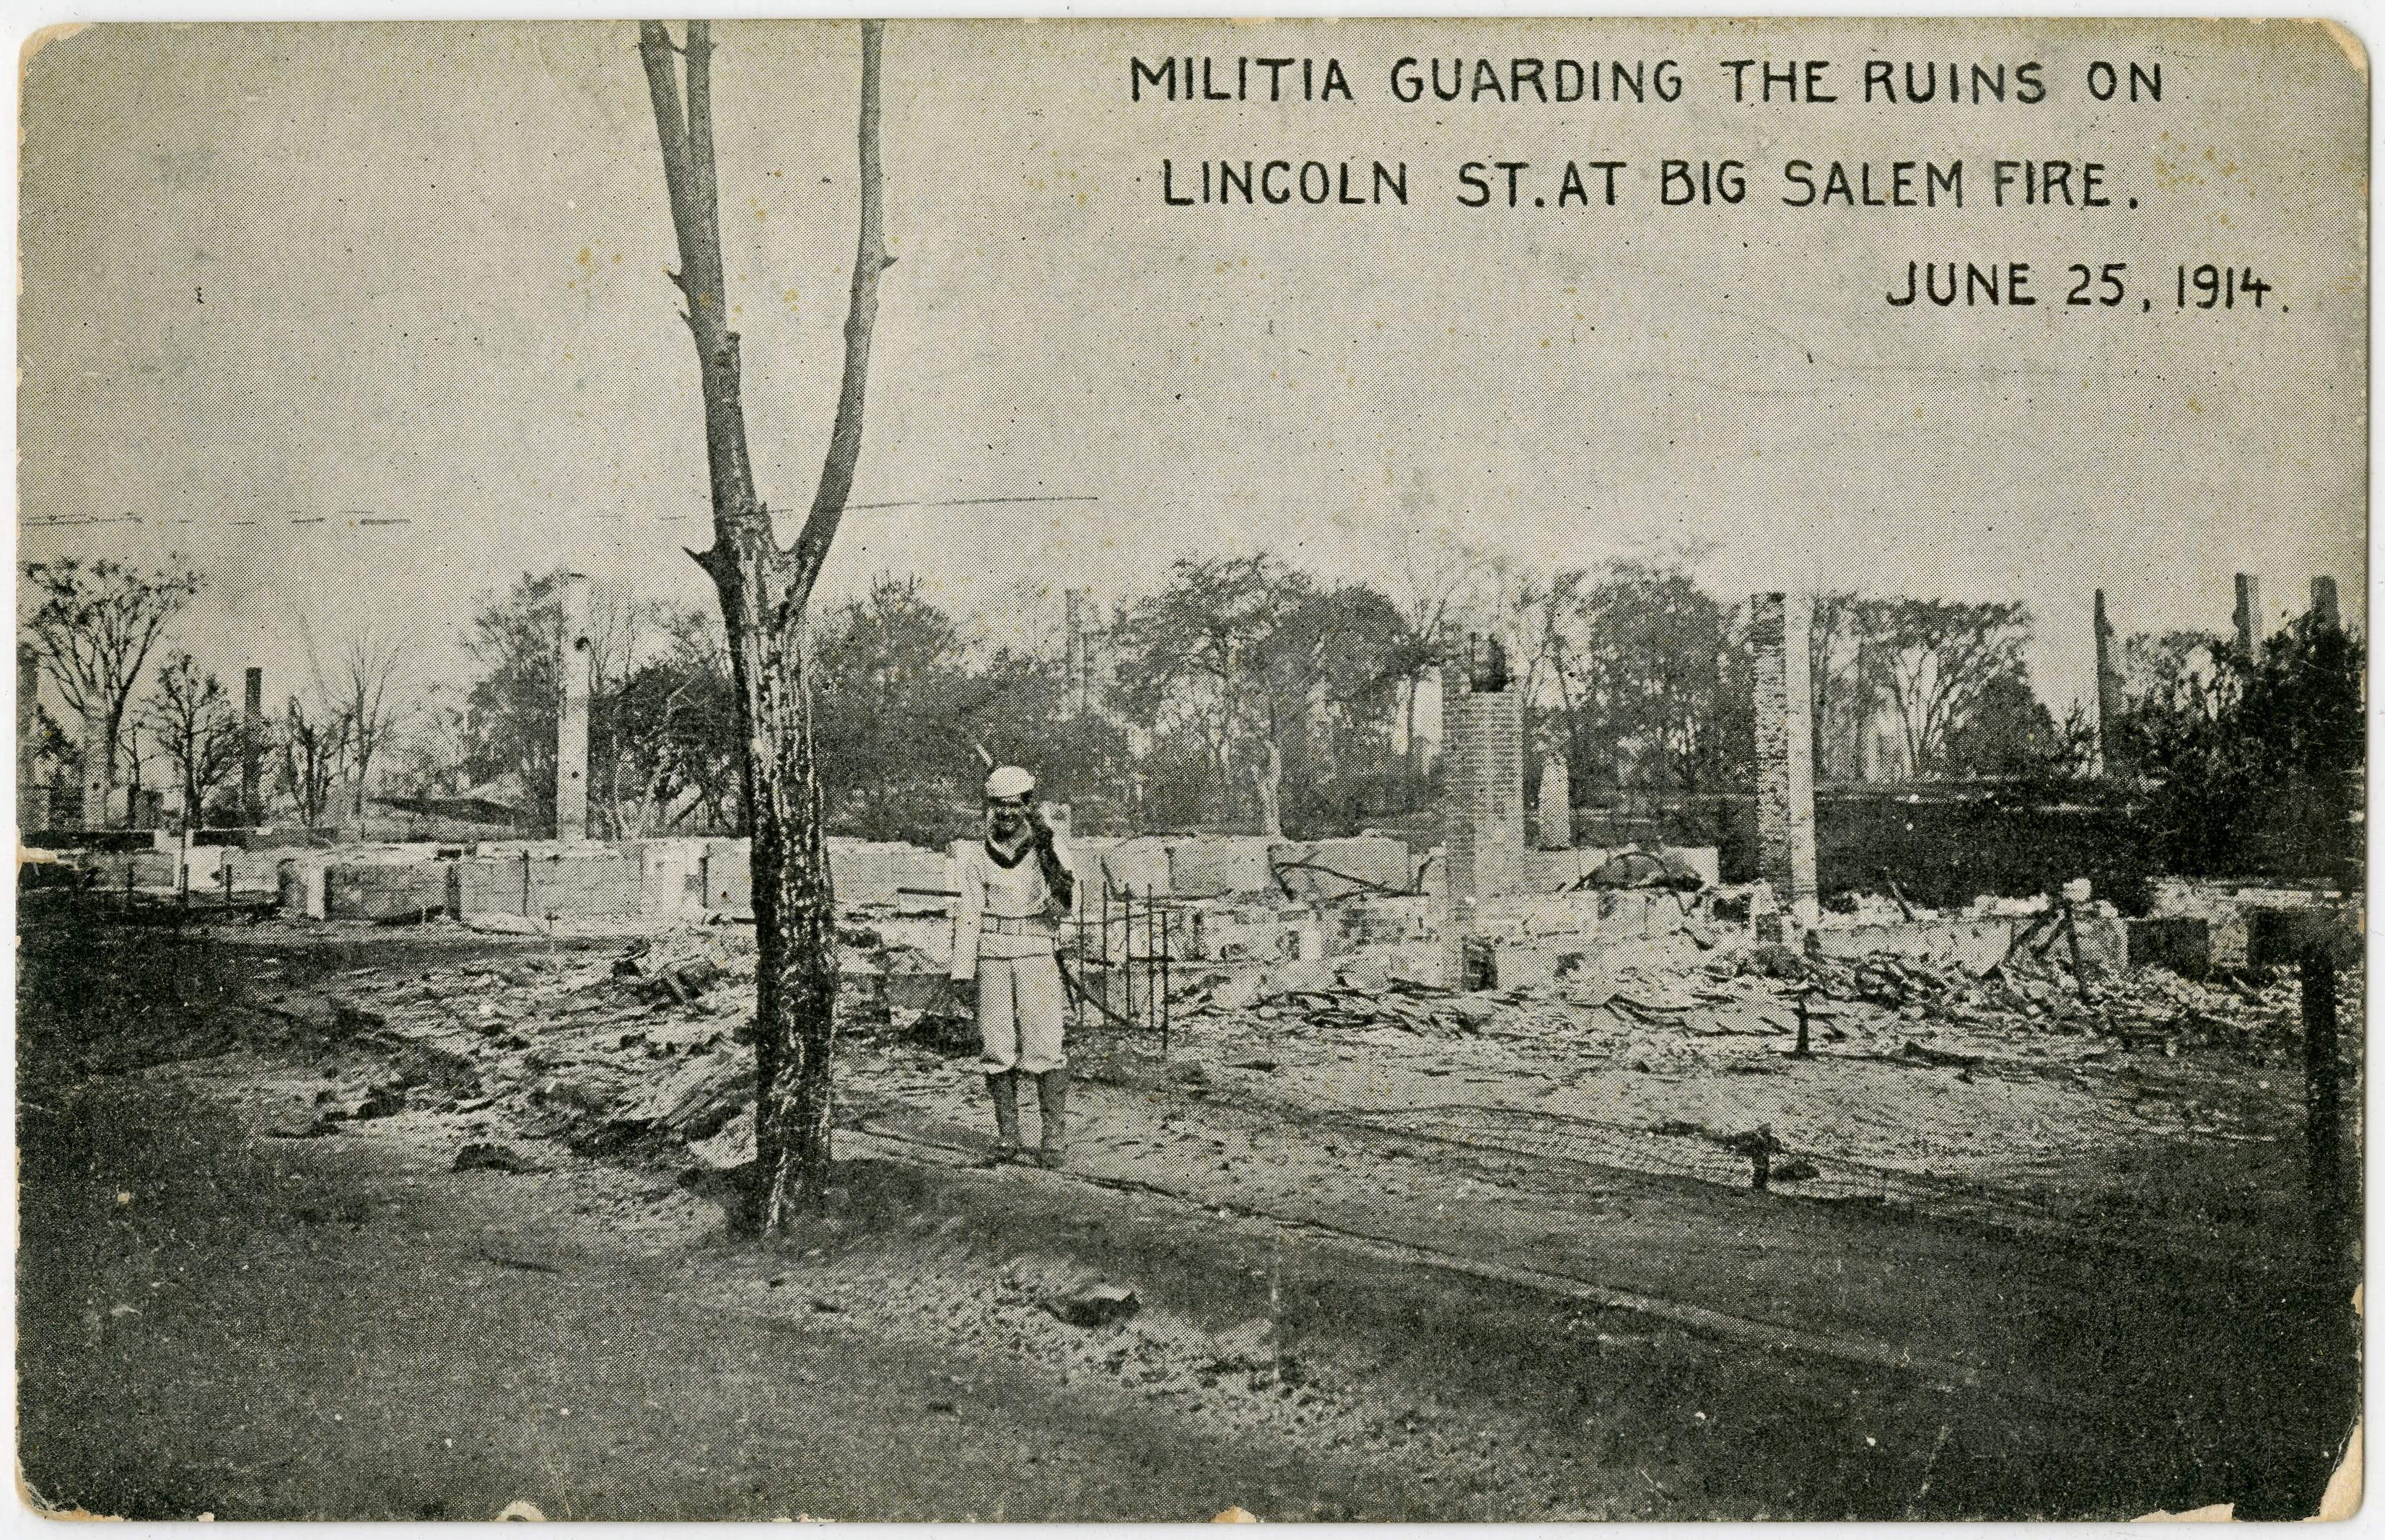 MILITIA GUARDING THE RUINS ON
LINCOLN ST. AT BIG SALEM FIRE.
JUNE 25, 1914.